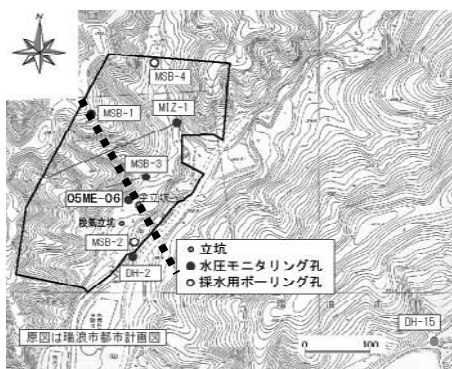 MSB-4
MIZ-1
MSB-1
MSB-3
05ME-06
主立坑
換気立坑
MSB-2
DH-2
立坑
水圧モニタリング孔
採水用ボーリング孔
DH-15
原図は瑞浪市都市計画図
0 100